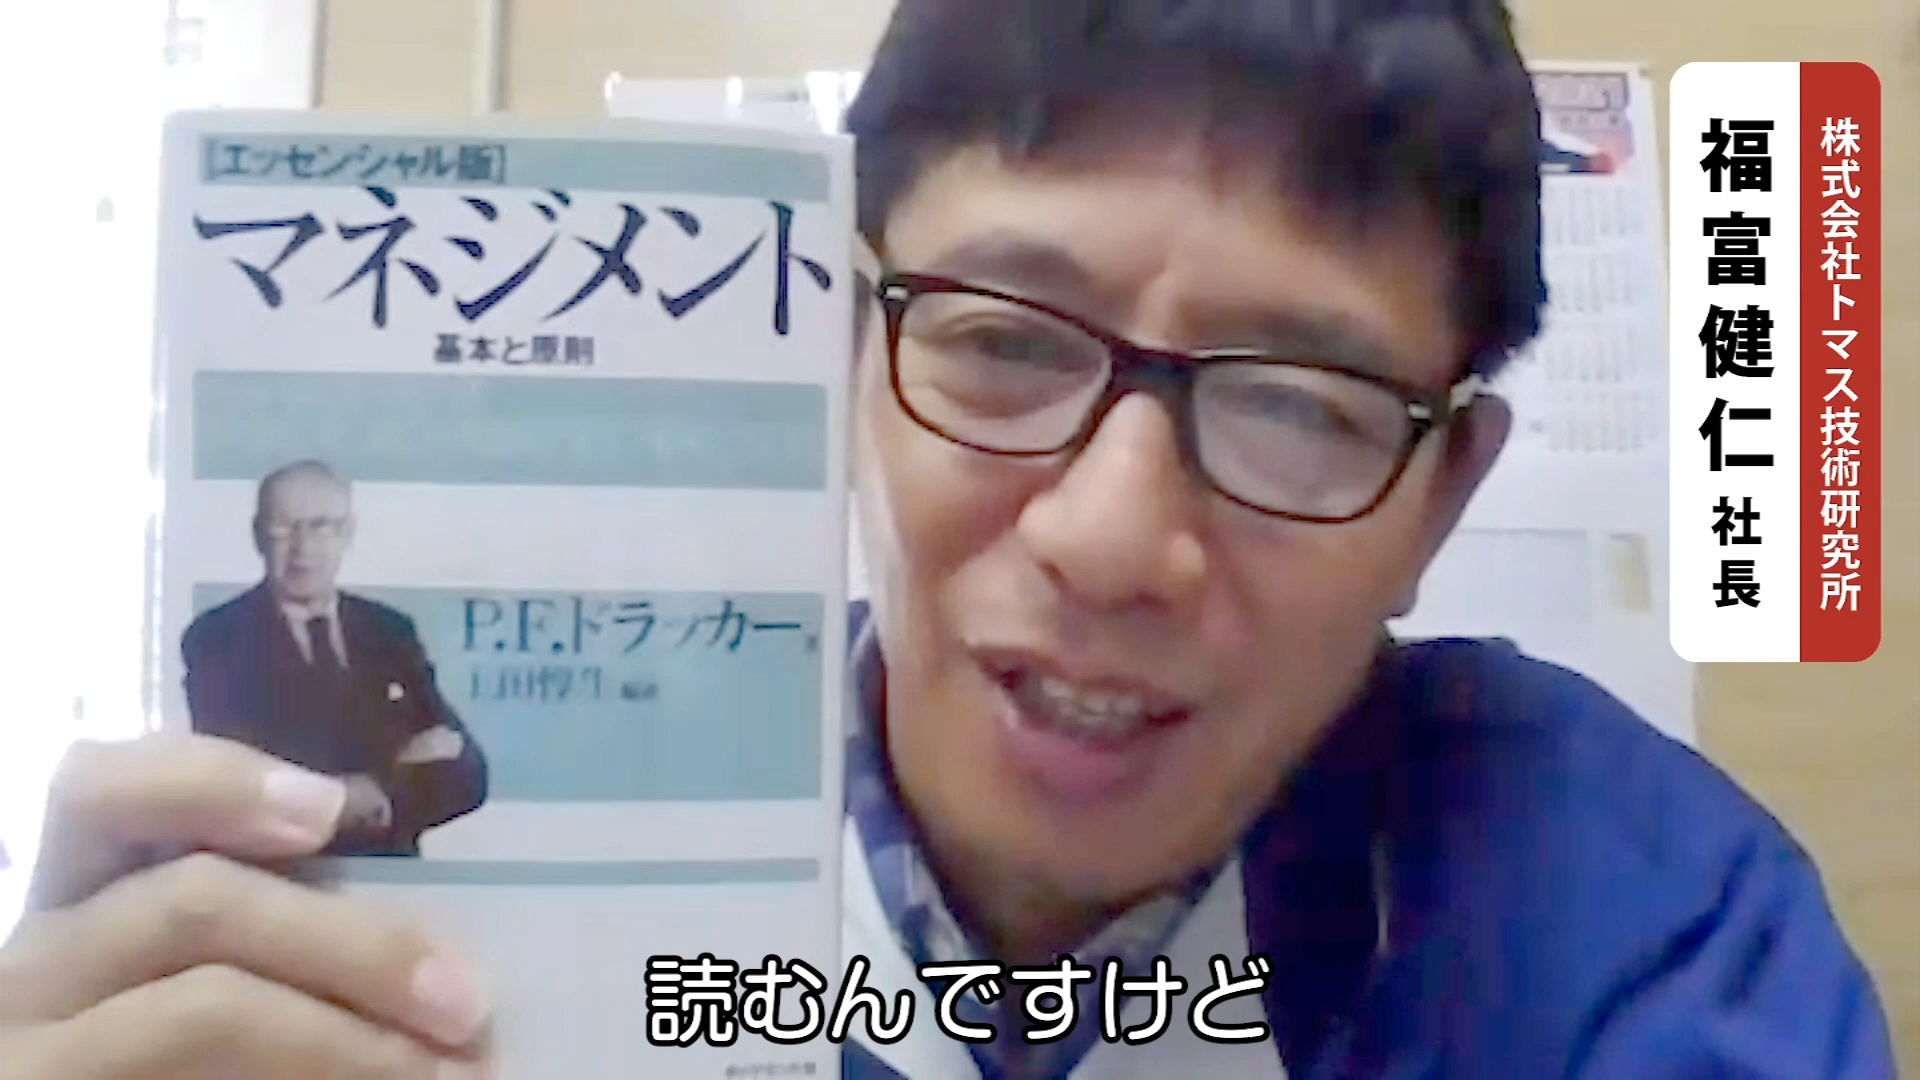 株式会社トマス技術研究所
福富健仁 社長
[エッセンシャル版]
マネジメント
基本と原則
P.F.ドラッカー
上田惇生
読むんですけど